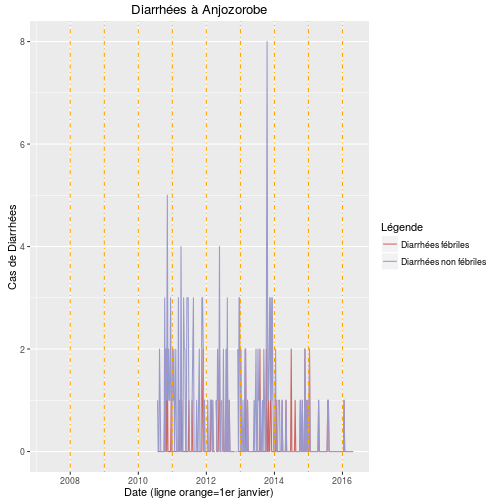 Diarrhées à Anjozorobe
Cas de Diarrhées
8
6
4
2
0
2008
2010
2012
2014
2016
Date (ligne orange=1er janvier)
Légende
Diarrhées fébriles
Diarrhées non fébriles